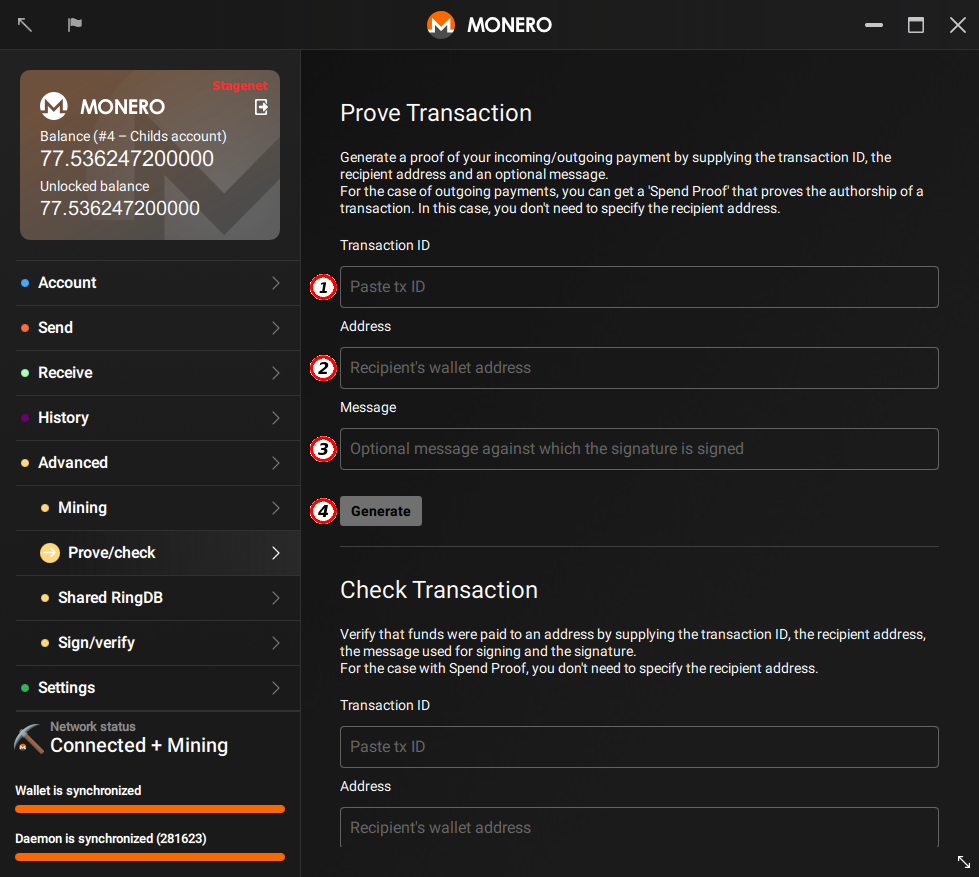 MONERO
Stagenet
MONERO
Balance (#4 – Childs account)
77.536247200000
Unlocked balance
77.536247200000
Account
Send
Receive
History
Advanced
Mining
Prove/check
Shared RingDB
Sign/verify
Settings
Network status
Connected + Mining
Wallet is synchronized
Daemon is synchronized (281623)
Prove Transaction
Generate a proof of your incoming/outgoing payment by supplying the transaction ID, the
recipient address and an optional message.
For the case of outgoing payments, you can get a 'Spend Proof' that proves the authorship of a
transaction. In this case, you don't need to specify the recipient address.
Transaction ID
1 Paste tx ID
Address
2 Recipient's wallet address
Message
3 Optional message against which the signature is signed
4 Generate
Check Transaction
Verify that funds were paid to an address by supplying the transaction ID, the recipient address,
the message used for signing and the signature.
For the case with Spend Proof, you don't need to specify the recipient address.
Transaction ID
Paste tx ID
Address
Recipient's wallet address